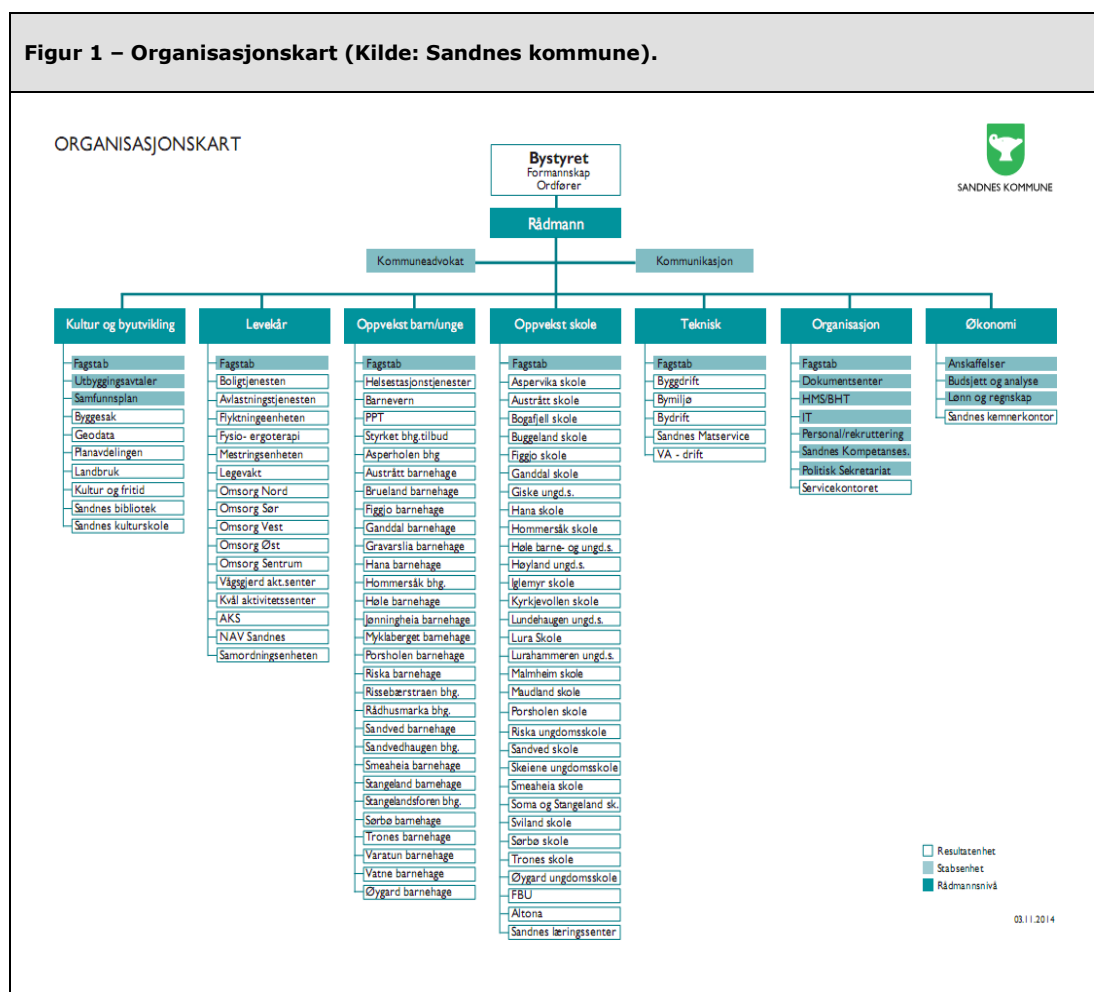 Figur 1 – Organisasjonskart (Kilde: Sandnes kommune).
ORGANISASJONSKART
SANDNES KOMMUNE
Bystyret
Formannskap
Ordfører
Rådmann
Kommuneadvokat
Kommunikasjon
Kultur og byutvikling
Fagstab
Utbyggingsavtaler
Samfunnsplan
Byggesak
Geodata
Planavdelingen
Landbruk
Kultur og fritid
Sandnes bibliotek
Sandnes kulturskole
Levekår
Fagstab
Boligtjenesten
Avlastningstjenesten
Flyktningeenheten
Fysio- ergoterapi
Mestringsenheten
Legevakt
Omsorg Nord
Omsorg Sør
Omsorg Vest
Omsorg Øst
Omsorg Sentrum
Vågsgjerd akt.senter
Kvål aktivitetssenter
AKS
NAV Sandnes
Samordningsenheten
Oppvekst barn/unge
Fagstab
Helsestasjonstjenester
Barnevern
PPT
Styrket bhg.tilbud
Asperholen bhg
Austrått barnehage
Brueland barnehage
Figgjo barnehage
Ganddal barnehage
Gravarslia barnehage
Hana barnehage
Hommersåk bhg.
Høle barnehage
Jønningheia barnehage
Myklaberget barnehage
Porsholen barnehage
Riska barnehage
Rissebærstraen bhg.
Rådhusmarka bhg.
Sandved barnehage
Sandvedhaugen bhg.
Smeaheia barnehage
Stangeland barnehage
Stangelandsforen bhg.
Sørbø barnehage
Trones barnehage
Varatun barnehage
Vatne barnehage
Øygard barnehage
Oppvekst skole
Fagstab
Aspervika skole
Austrått skole
Bogafjell skole
Buggeland skole
Figgjo skole
Ganddal skole
Giske ungd.s.
Hana skole
Hommersåk skole
Høle barne- og ungd.s.
Høyland ungd.s.
Iglemyr skole
Kyrkjevollen skole
Lundehaugen ungd.s.
Lura Skole
Lurahammeren ungd.s.
Malmheim skole
Maudland skole
Porsholen skole
Riska ungdomsskole
Sandved skole
Skeiene ungdomsskole
Smeaheia skole
Soma og Stangeland sk.
Sviland skole
Sørbø skole
Trones skole
Øygard ungdomsskole
FBU
Altona
Sandnes læringssenter
Teknisk
Fagstab
Byggdrift
Bymiljø
Bydrift
Sandnes Matservice
VA - drift
Organisasjon
Fagstab
Dokumentsenter
HMS/BHT
IT
Personal/rekruttering
Sandnes Kompetanses.
Politisk Sekretariat
Servicekontoret
Økonomi
Anskaffelser
Budsjett og analyse
Lønn og regnskap
Sandnes kemnerkontor
Resultatenhet
Stabsenhet
Rådmannsnivå
03.11.2014